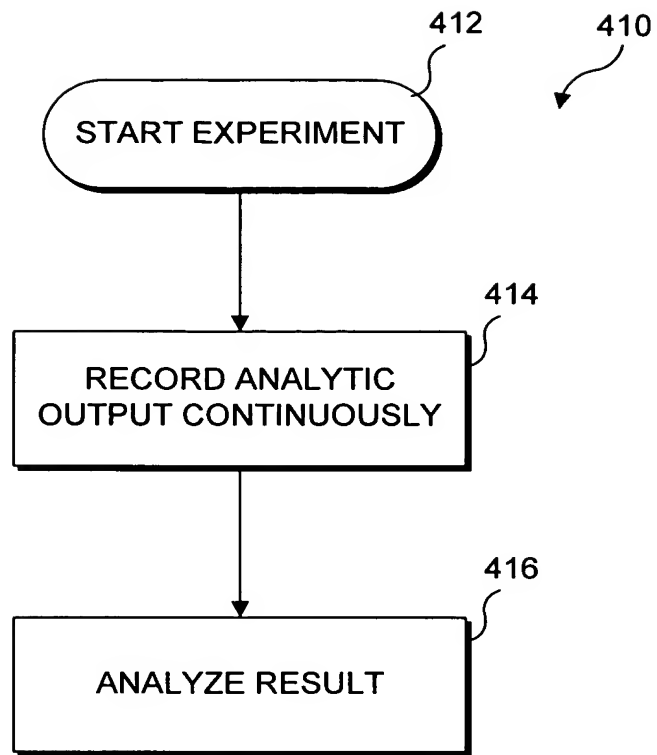 412
410
START EXPERIMENT
414
RECORD ANALYTIC
OUTPUT CONTINUOUSLY
416
ANALYZE RESULT